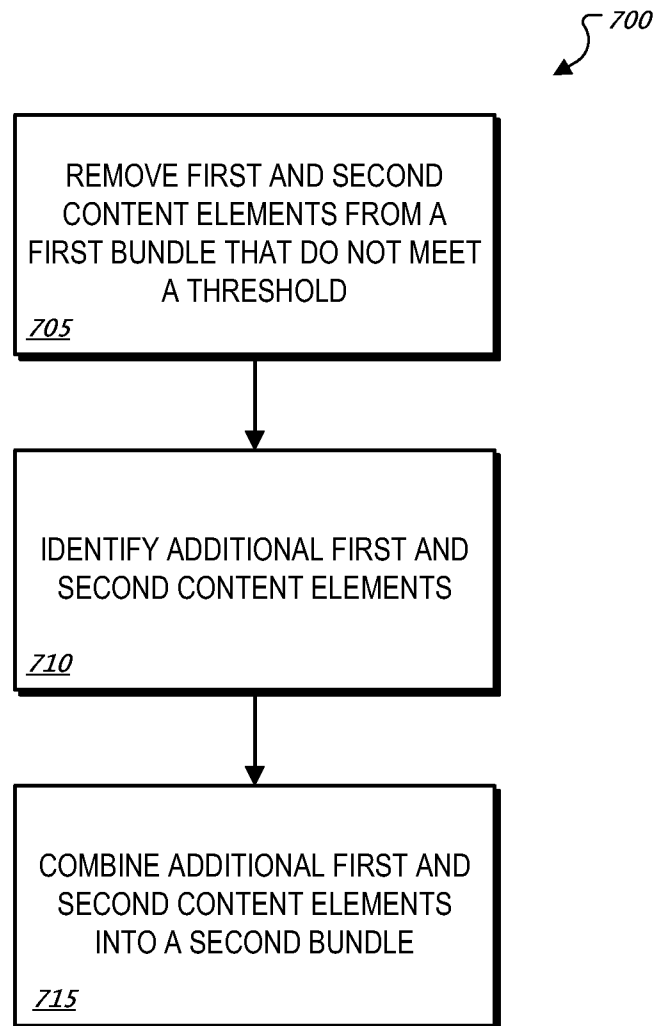 700
REMOVE FIRST AND SECOND
CONTENT ELEMENTS FROM A
FIRST BUNDLE THAT DO NOT MEET
A THRESHOLD
705
IDENTIFY ADDITIONAL FIRST AND
SECOND CONTENT ELEMENTS
710
COMBINE ADDITIONAL FIRST AND
SECOND CONTENT ELEMENTS
INTO A SECOND BUNDLE
715